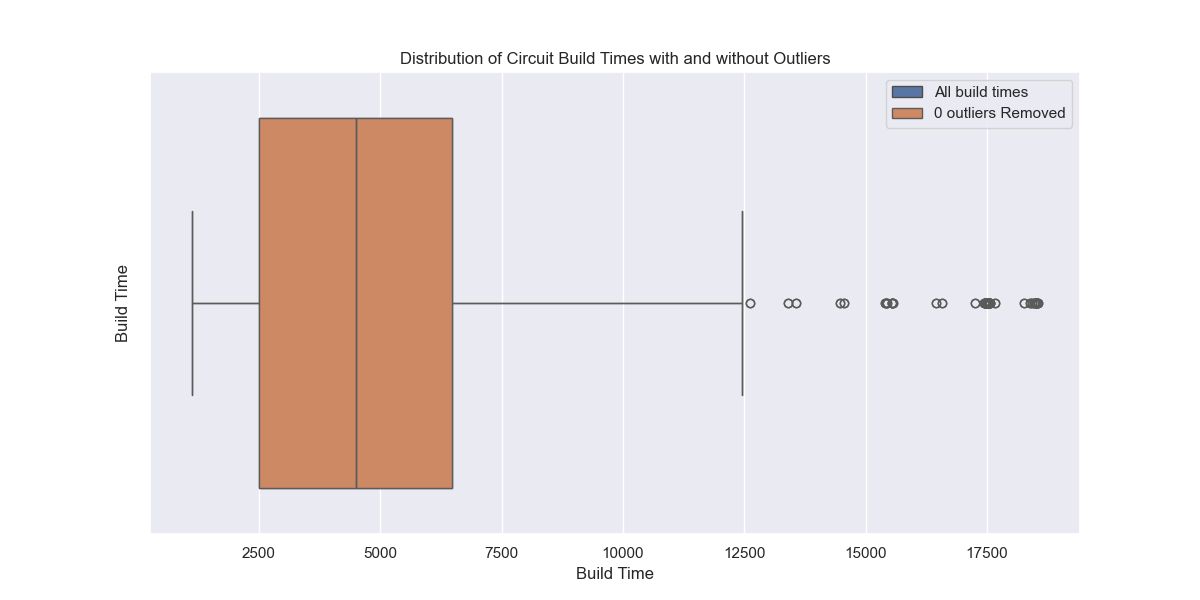 Distribution of Circuit Build Times with and without Outliers
All build times
0 outliers Removed
Build Time
2500 5000 7500 10000 12500 15000 17500
Build Time